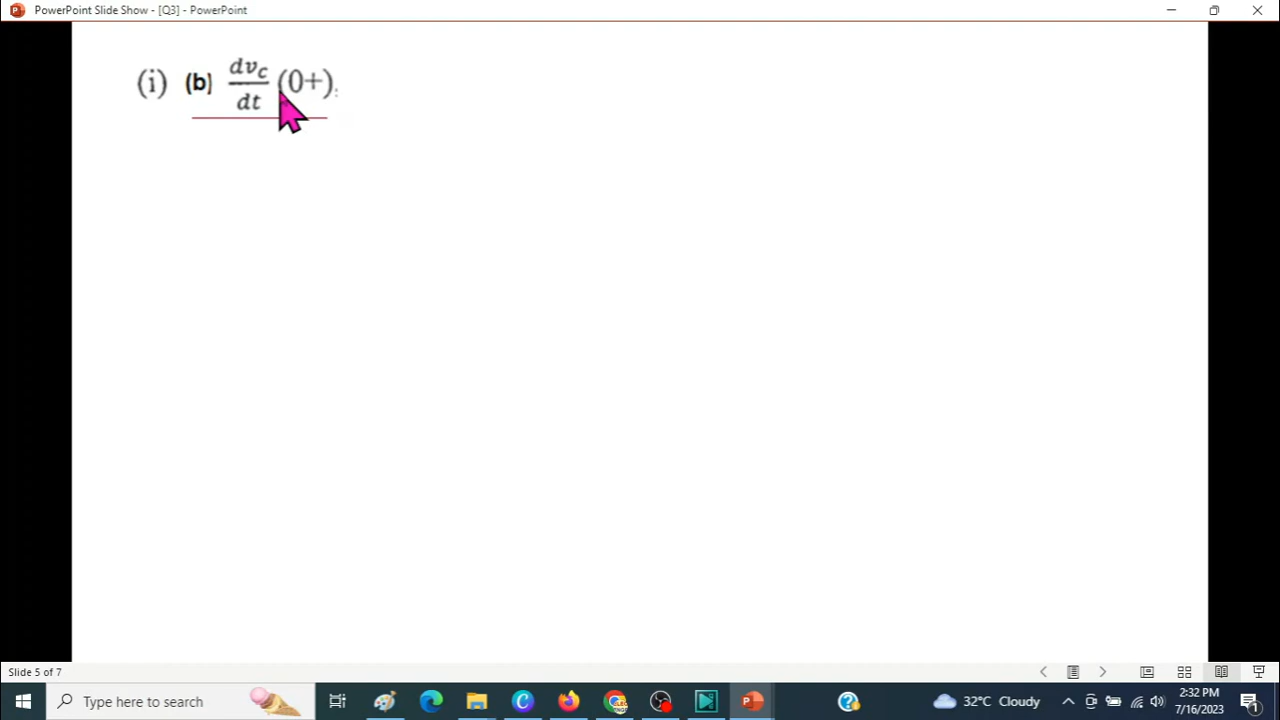 PowerPoint Slide Show - [Q3] - PowerPoint
(i) (b) dv_C/dt (0+).
Slide 5 of 7
Type here to search
32°C Cloudy
2:32 PM
7/16/2023